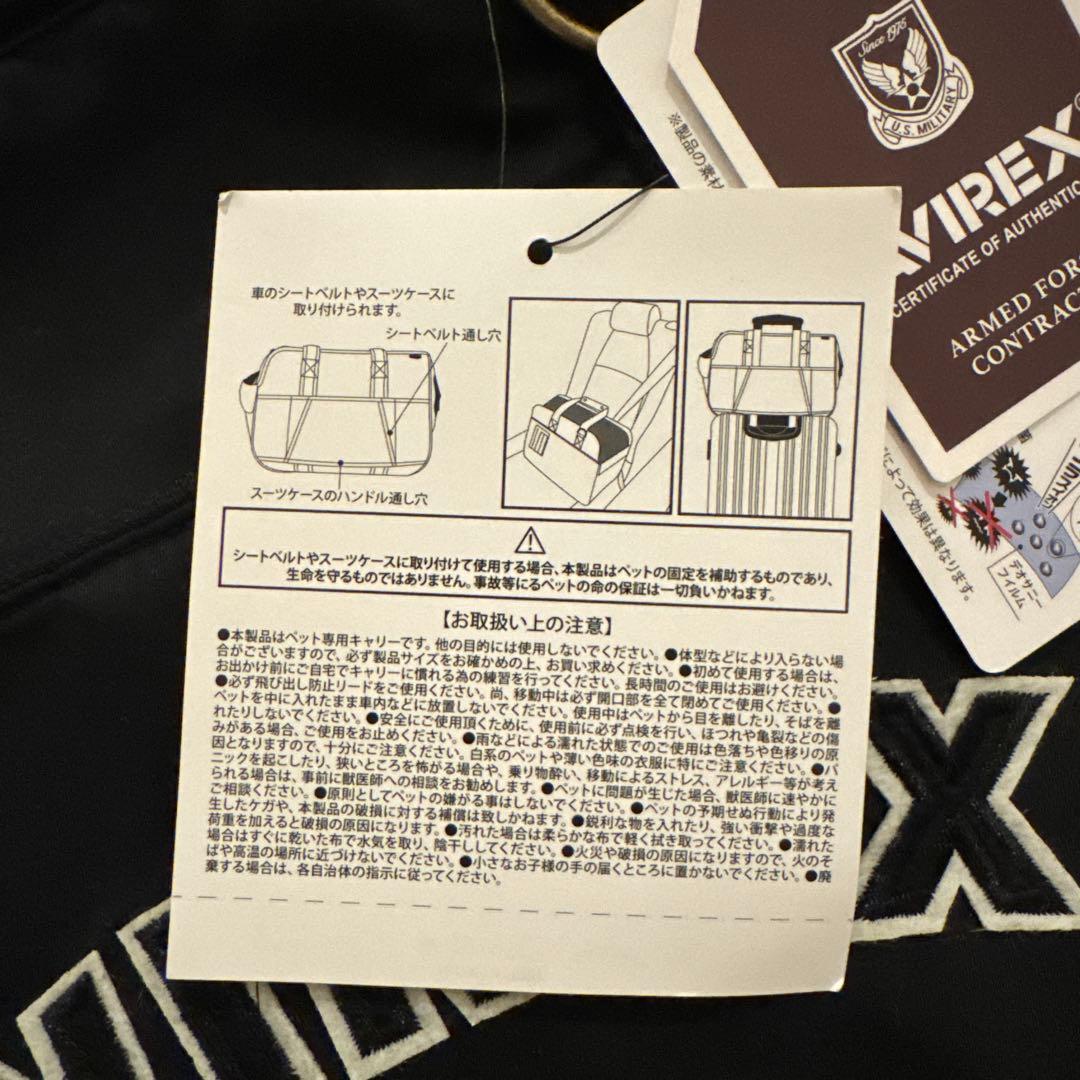 Since 1975
U.S. MILITARY
AVIREX
CERTIFICATE OF AUTHENTIC
ARMED FOR
CONTRAC
※製品の素材
車のシートベルトやスーツケースに
取り付けられます。
シートベルト通し穴
スーツケースのハンドル通し穴
シートベルトやスーツケースに取り付けて使用する場合、本製品はペットの固定を補助するものであり、
生命を守るものではありません。事故等にるペットの命の保証は一切負いかねます。
【お取扱い上の注意】
●本製品はペット専用キャリーです。他の目的には使用しないでください。●体型などにより入らない場
合がございますので、必ず製品サイズをお確かめの上、お買い求めください。●初めて使用する場合は、
お出かけ前にご自宅でキャリーに慣れる為の練習を行ってください。長時間のご使用はお避けください。
●必ず飛び出し防止リードをご使用ください。尚、移動中は必ず開口部を全て閉めてご使用ください。●
ペットを中に入れたまま車内などに放置しないでください。使用中はペットから目を離したり、そばを離
れたりしないでください。●安全にご使用頂くために、使用前に必ず点検を行い、ほつれや亀裂などの傷
みがある場合、ご使用をお止めください。●雨などによる濡れた状態でのご使用は色落ちや色移りの原
因となりますので、十分にご注意ください。白系のペットや薄い色味の衣服に特にご注意ください。●パ
ニックを起こしたり、狭いところを怖がる場合や、乗り物酔い、移動によるストレス、アレルギー等が考え
られる場合は、事前に獣医師への相談をお勧めします。●ペットに問題が生じた場合、獣医師に速やかに
ご相談ください。●原則としてペットの嫌がる事はしないでください。●ペットの予期せぬ行動により発
生したケガや、本製品の破損に対する補償は致しかねます。●鋭利な物を入れたり、強い衝撃や過度な
荷重を加えると破損の原因になります。●汚れた場合は柔らかな布で軽く拭き取ってください。●濡れた
場合はすぐに乾いた布で水気を取り、陰干ししてください。●火災や破損の原因になりますので、火のそ
ばや高温の場所に近づけないでください。●小さなお子様の手の届くところに置かないでください。●廃
棄する場合は、各自治体の指示に従ってください。
によって効果は異なります。
デオサニー
フィルム